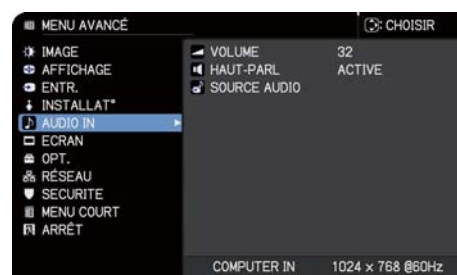 MENU AVANCÉ
: CHOISIR
IMAGE
AFFICHAGE
ENTR.
INSTALLAT°
AUDIO IN
ECRAN
OPT.
RÉSEAU
SECURITE
MENU COURT
ARRÊT
VOLUME 32
HAUT-PARL ACTIVE
SOURCE AUDIO
COMPUTER IN 1024 x 768 @60Hz